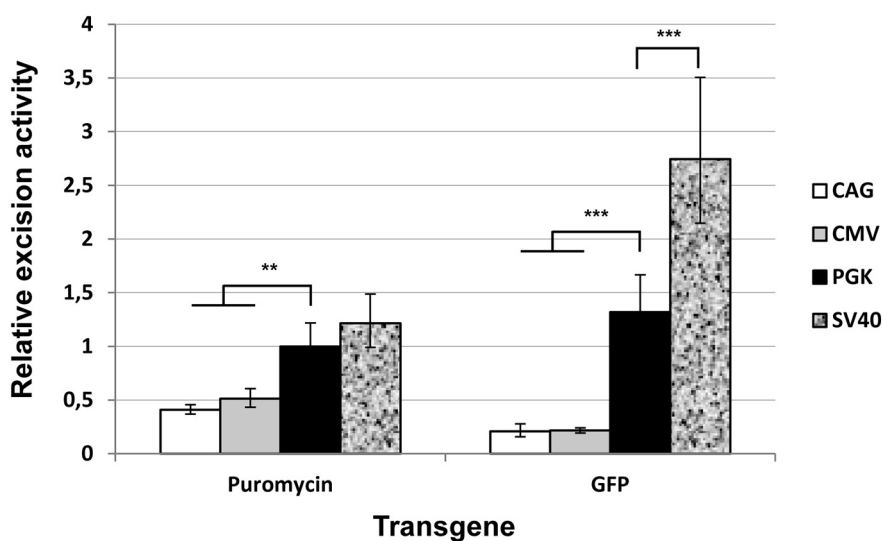 Relative excision activity
4
3,5
3
2,5
2
1,5
1
0,5
0
**
***
***
Puromycin
GFP
Transgene
CAG
CMV
PGK
SV40